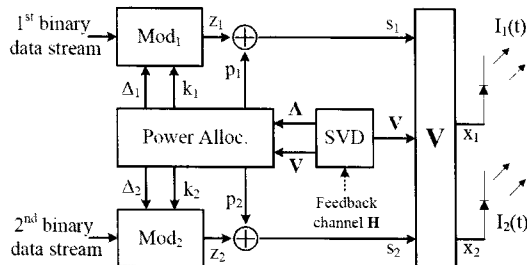 1st binary
data stream
Mod₁
z₁
s₁
I₁(t)
Δ₁
k₁
p₁
Power Alloc.
Λ
V
SVD
V
V
x₁
Δ₂
k₂
p₂
Feedback
channel H
I₂(t)
2nd binary
data stream
Mod₂
z₂
s₂
x₂